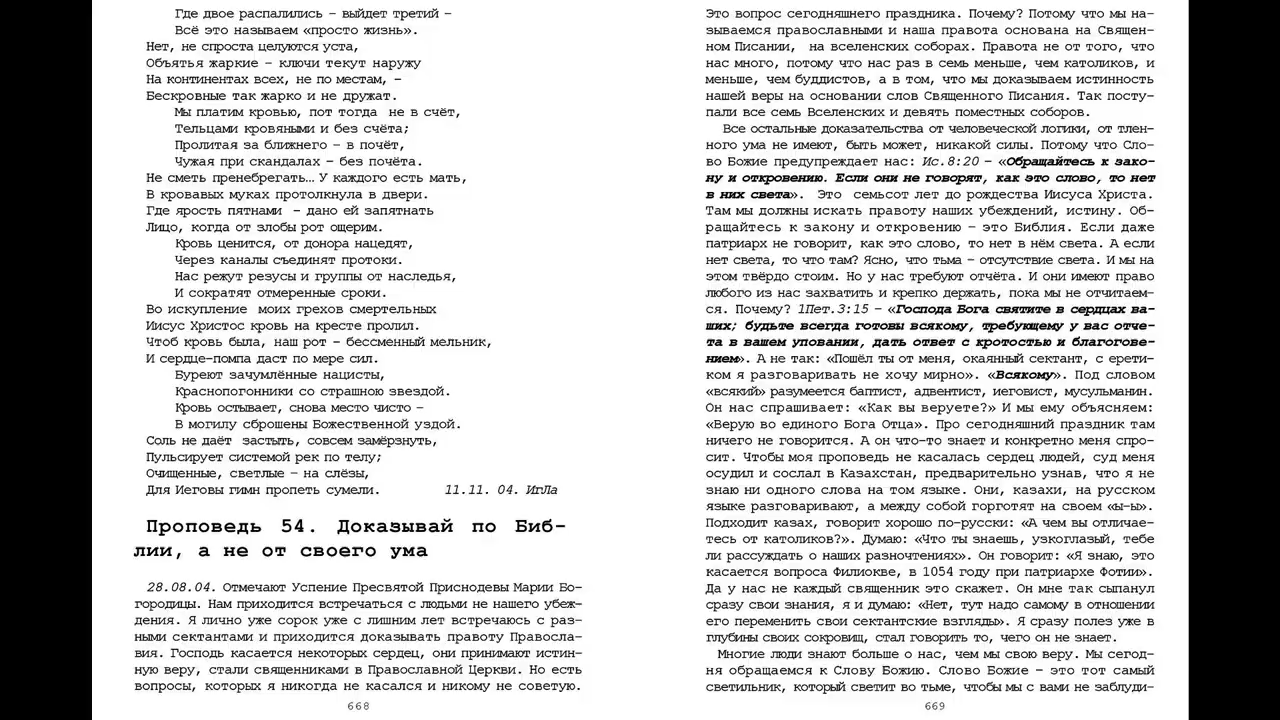 Где двое распалились – выйдет третий –
Всё это называем «просто жизнь».
Нет, не спроста целуются уста,
Объятья жаркие – ключи текут наружу
На континентах всех, не по местам, –
Бескровные так жарко и не дружат.
Мы платим кровью, пот тогда не в счёт,
Тельцами кровяными и без счёта;
Пролитая за ближнего – в почёт,
Чужая при скандалах – без почёта.
Не сметь пренебрегать… У каждого есть мать,
В кровавых муках протолкнула в двери.
Где ярость пятнами – дано ей запятнать
Лицо, когда от злобы рот ощерим.
Кровь ценится, от донора нацедят,
Через каналы съединят протоки.
Нас режут резусы и группы от наследья,
И сократят отмеренные сроки.
Во искупление моих грехов смертельных
Иисус Христос кровь на кресте пролил.
Чтоб кровь была, наш рот – бессменный мельник,
И сердце-помпа даст по мере сил.
Буреют зачумлённые нацисты,
Краснопогонники со страшною звездой.
Кровь остывает, снова место чисто –
В могилу сброшены Божественной уздой.
Соль не даёт застыть, совсем замёрзнуть,
Пульсирует системой рек по телу;
Очищенные, светлые – на слёзы,
Для Иеговы гимн пропеть сумели. 11.11. 04. ИгЛа
Проповедь 54. Доказывай по Биб-
лии, а не от своего ума
28.08.04. Отмечают Успение Пресвятой Приснодевы Марии Бо-
городицы. Нам приходится встречаться с людьми не нашего убеж-
дения. Я лично уже сорок уже с лишним лет встречаюсь с раз-
ными сектантами и приходится доказывать правоту Правосла-
вия. Господь касается некоторых сердец, они принимают истин-
ную веру, стали священниками в Православной Церкви. Но есть
вопросы, которых я никогда не касался и никому не советую.
668
Это вопрос сегодняшнего праздника. Почему? Потому что мы на-
зываемся православными и наша правота основана на Священ-
ном Писании, на вселенских соборах. Правота не от того, что
нас много, потому что нас раз в семь меньше, чем католиков, и
меньше, чем буддистов, а в том, что мы доказываем истинность
нашей веры на основании слов Священного Писания. Так посту-
пали все семь Вселенских и девять поместных соборов.
Все остальные доказательства от человеческой логики, от тлен-
ного ума не имеют, быть может, никакой силы. Потому что Сло-
во Божие предупреждает нас: Ис.8:20 – «Обращайтесь к зако-
ну и откровению. Если они не говорят, как это слово, то нет
в них света». Это семьсот лет до рождества Иисуса Христа.
Там мы должны искать правоту наших убеждений, истину. Об-
ращайтесь к закону и откровению – это Библия. Если даже
патриарх не говорит, как это слово, то нет в нём света. А если
нет света, то что там? Ясно, что тьма – отсутствие света. И мы на
этом твёрдо стоим. Но у нас требуют отчёта. И они имеют право
любого из нас захватить и крепко держать, пока мы не отчитаем-
ся. Почему? 1Пет.3:15 – «Господа Бога святите в сердцах ва-
ших; будьте всегда готовы всякому, требующему у вас отче-
та в вашем уповании, дать ответ с кротостью и благогове-
нием». А не так: «Пошёл ты от меня, окаянный сектант, с ерети-
ком я разговаривать не хочу мирно». «Всякому». Под словом
«всякий» разумеется баптист, адвентист, иеговист, мусульманин.
Он нас спрашивает: «Как вы веруете?» И мы ему объясняем:
«Верую во единого Бога Отца». Про сегодняшний праздник там
ничего не говорится. А он что-то знает и конкретно меня спро-
сит. Чтобы моя проповедь не касалась сердец людей, суд меня
осудил и сослал в Казахстан, предварительно узнав, что я не
знаю ни одного слова на том языке. Они, казахи, на русском
языке разговаривают, а между собой горготят на своем «ы-ы».
Подходит казах, говорит хорошо по-русски: «А чем вы отличае-
тесь от католиков?». Думаю: «Что ты знаешь, узкоглазый, тебе
ли рассуждать о наших разночтениях». Он говорит: «Я знаю, это
касается вопроса Филиокве, в 1054 году при патриархе Фотии».
Да у нас не каждый священник это скажет. Он мне так сыпанул
сразу свои знания, я и думаю: «Нет, тут надо самому в отношении
его переменить свои сектантские взгляды». Я сразу полез уже в
глубины своих сокровищ, стал говорить то, чего он не знает.
Многие люди знают больше о нас, чем мы свою веру. Мы сегод-
ня обращаемся к Слову Божию. Слово Божие – это тот самый
светильник, который светит во тьме, чтобы мы с вами не заблуди-
669